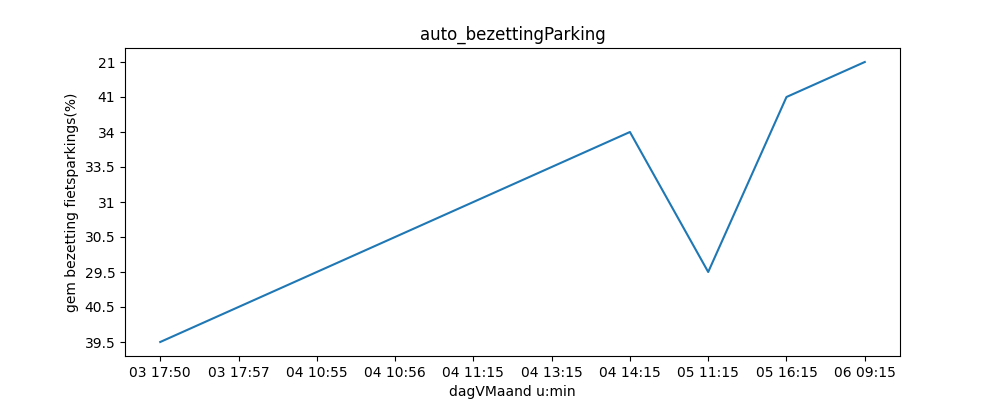 auto_bezettingParking
gem bezetting fietsparkings(%)
21
41
34
33.5
31
30.5
29.5
40.5
39.5
03 17:50 03 17:57 04 10:55 04 10:56 04 11:15 04 13:15 04 14:15 05 11:15 05 16:15 06 09:15
dagVMaand u:min